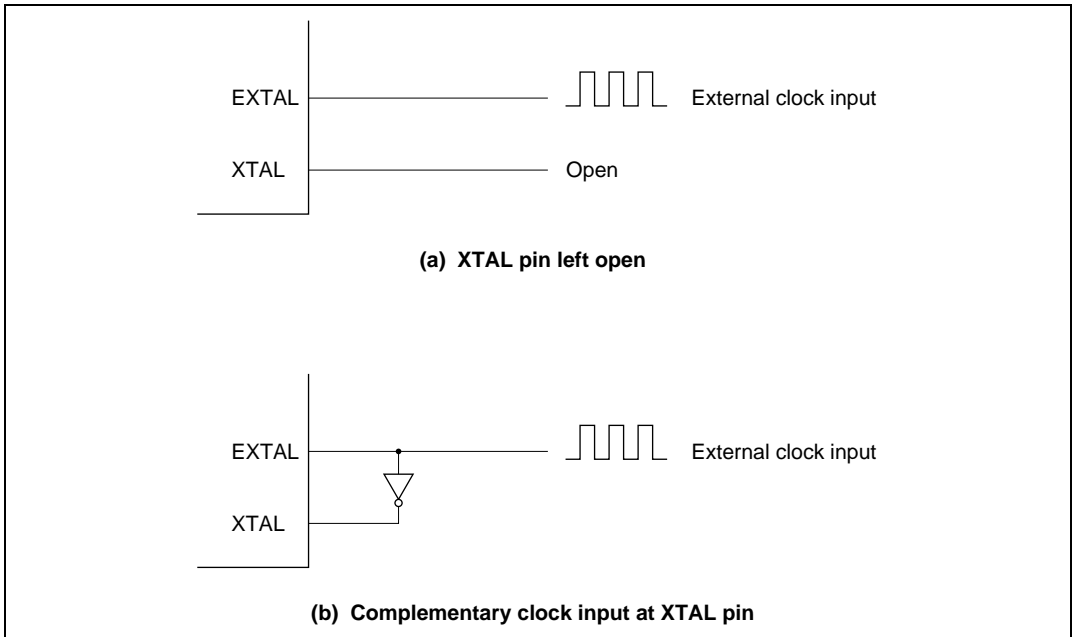 EXTAL External clock input
XTAL Open
(a) XTAL pin left open
EXTAL External clock input
XTAL
(b) Complementary clock input at XTAL pin